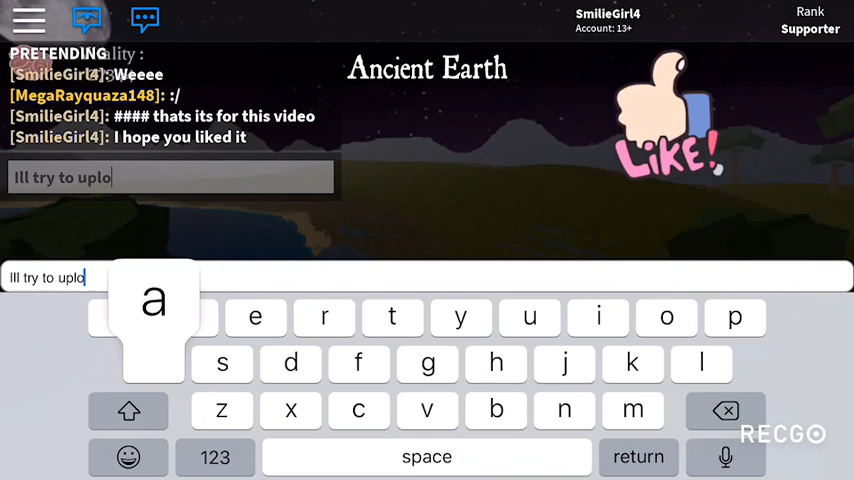 SmilieGirl4
Account: 13+
Rank
Supporter
PRETENDING
ality :
[SmilieGirl4]: Weeee
[MegaRayquaza148]: :/
[SmilieGirl4]: #### thats its for this video
[SmilieGirl4]: I hope you liked it
Ancient Earth
LiKE!
Ill try to uplo
Ill try to uplo
a
e r t y u i o p
s d f g h j k l
z x c v b n m
RECGO
123 space return